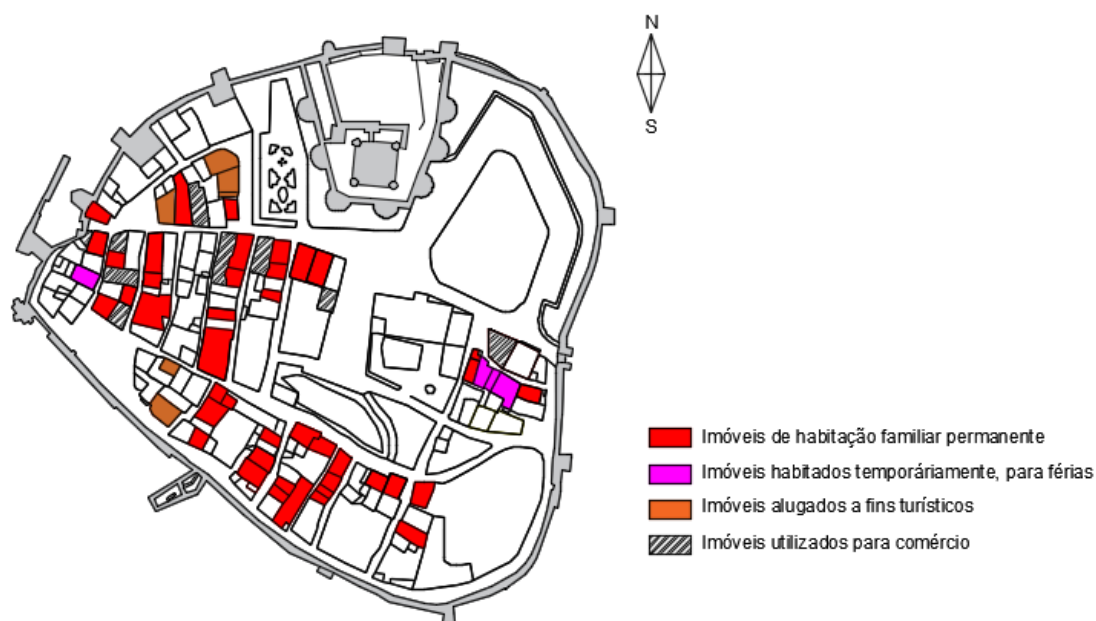 N
S
Imóveis de habitação familiar permanente
Imóveis habitados temporáriamente, para férias
Imóveis alugados a fins turísticos
Imóveis utilizados para comércio